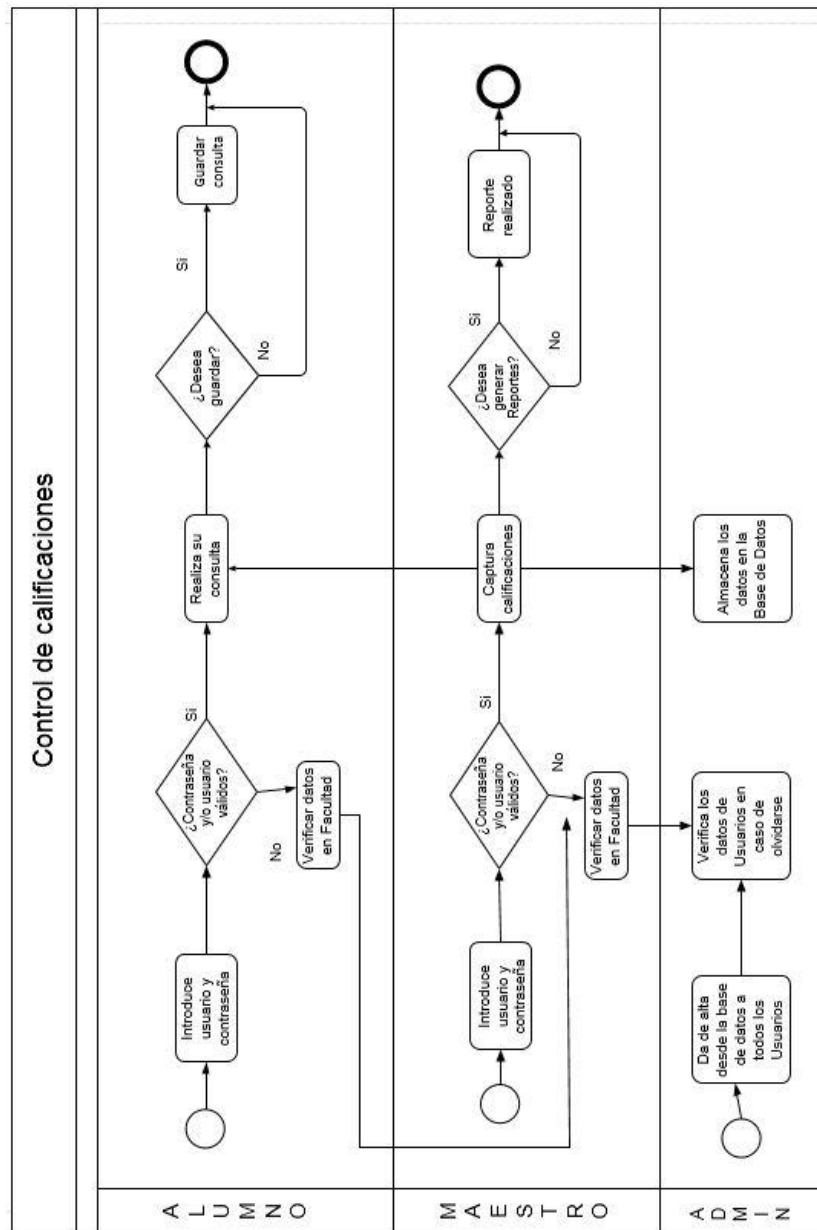 Control de calificaciones
ALUMNO
Introduce
usuario y
contraseña
¿Contraseña
y/o usuario
válidos?
Si
No
Verificar datos
en Facultad
Realiza su
consulta
¿Desea
guardar?
Si
No
Guardar
consulta
MAESTRO
Introduce
usuario y
contraseña
¿Contraseña
y/o usuario
válidos?
Si
No
Verificar datos
en Facultad
Captura
calificaciones
¿Desea
generar
Reportes?
Si
No
Reporte
realizado
ADMIN
Da de alta
desde la base
de datos a
todos los
Usuarios
Verifica los
datos de
Usuarios en
caso de
olvidarse
Almacena los
datos en la
Base de Datos